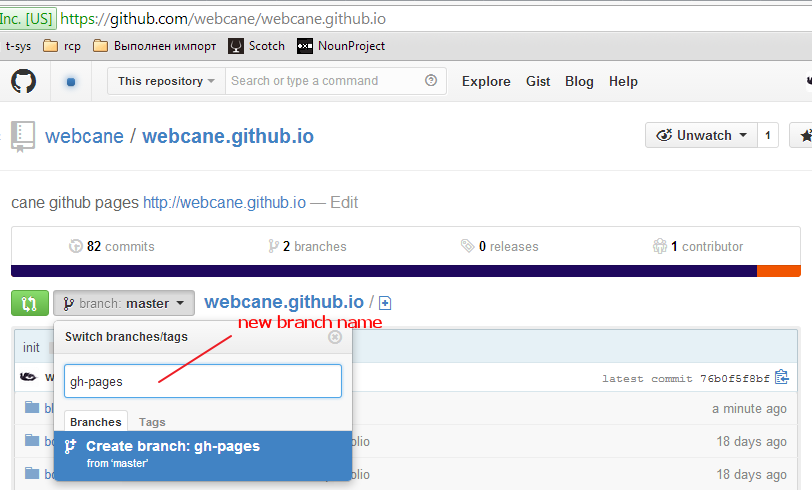 Inc. [US] https://github.com/webcane/webcane.github.io
t-sys rcp Выполнен импорт Scotch NounProject
This repository Search or type a command Explore Gist Blog Help
webcane / webcane.github.io Unwatch 1
cane github pages http://webcane.github.io — Edit
82 commits 2 branches 0 releases 1 contributor
branch: master webcane.github.io /
new branch name
Switch branches/tags
init
gh-pages
w latest commit 76b0f5f8bf
Branches Tags
bl a minute ago
Create branch: gh-pages
from 'master'
bo olio 18 days ago
bo olio 18 days ago